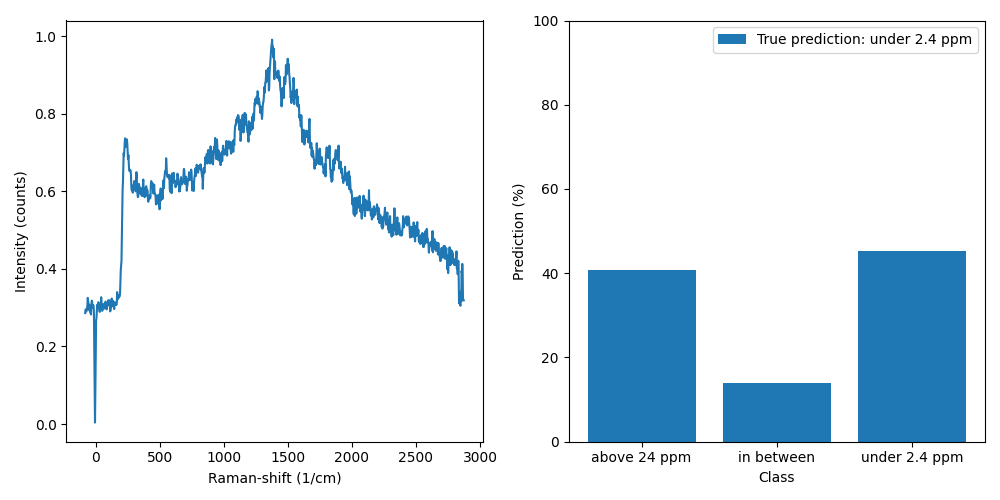 1.0
0.8
0.6
0.4
0.2
0.0
Intensity (counts)
0 500 1000 1500 2000 2500 3000
Raman-shift (1/cm)
100
80
60
40
20
0
Prediction (%)
True prediction: under 2.4 ppm
above 24 ppm in between under 2.4 ppm
Class